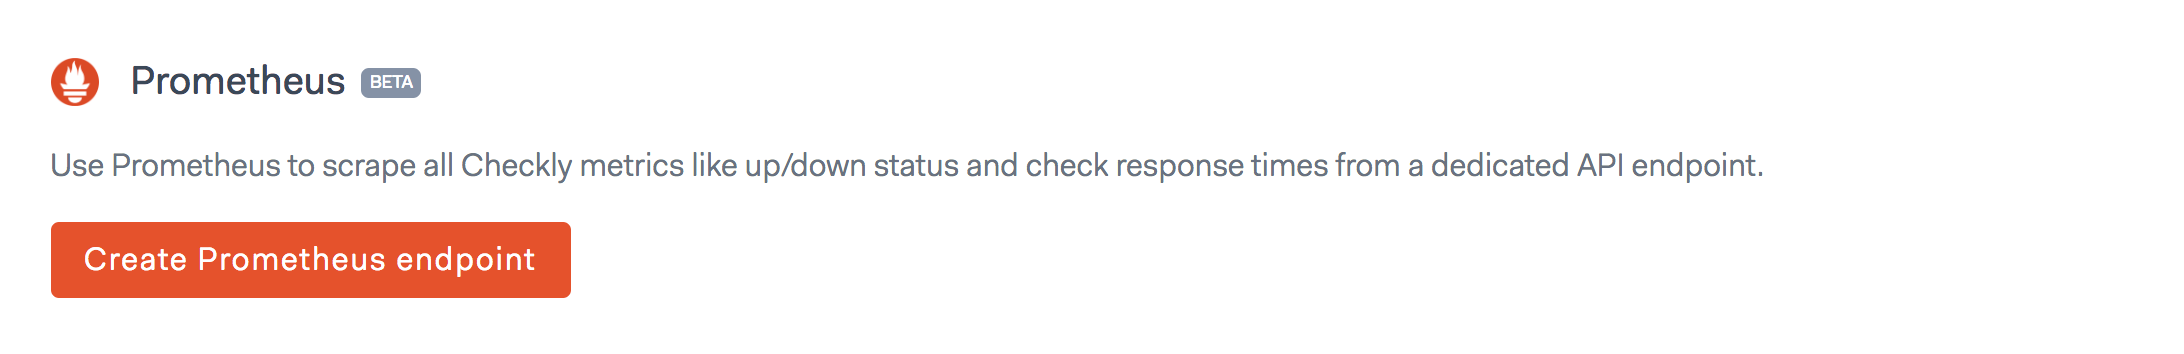 Prometheus BETA
Use Prometheus to scrape all Checkly metrics like up/down status and check response times from a dedicated API endpoint.
Create Prometheus endpoint